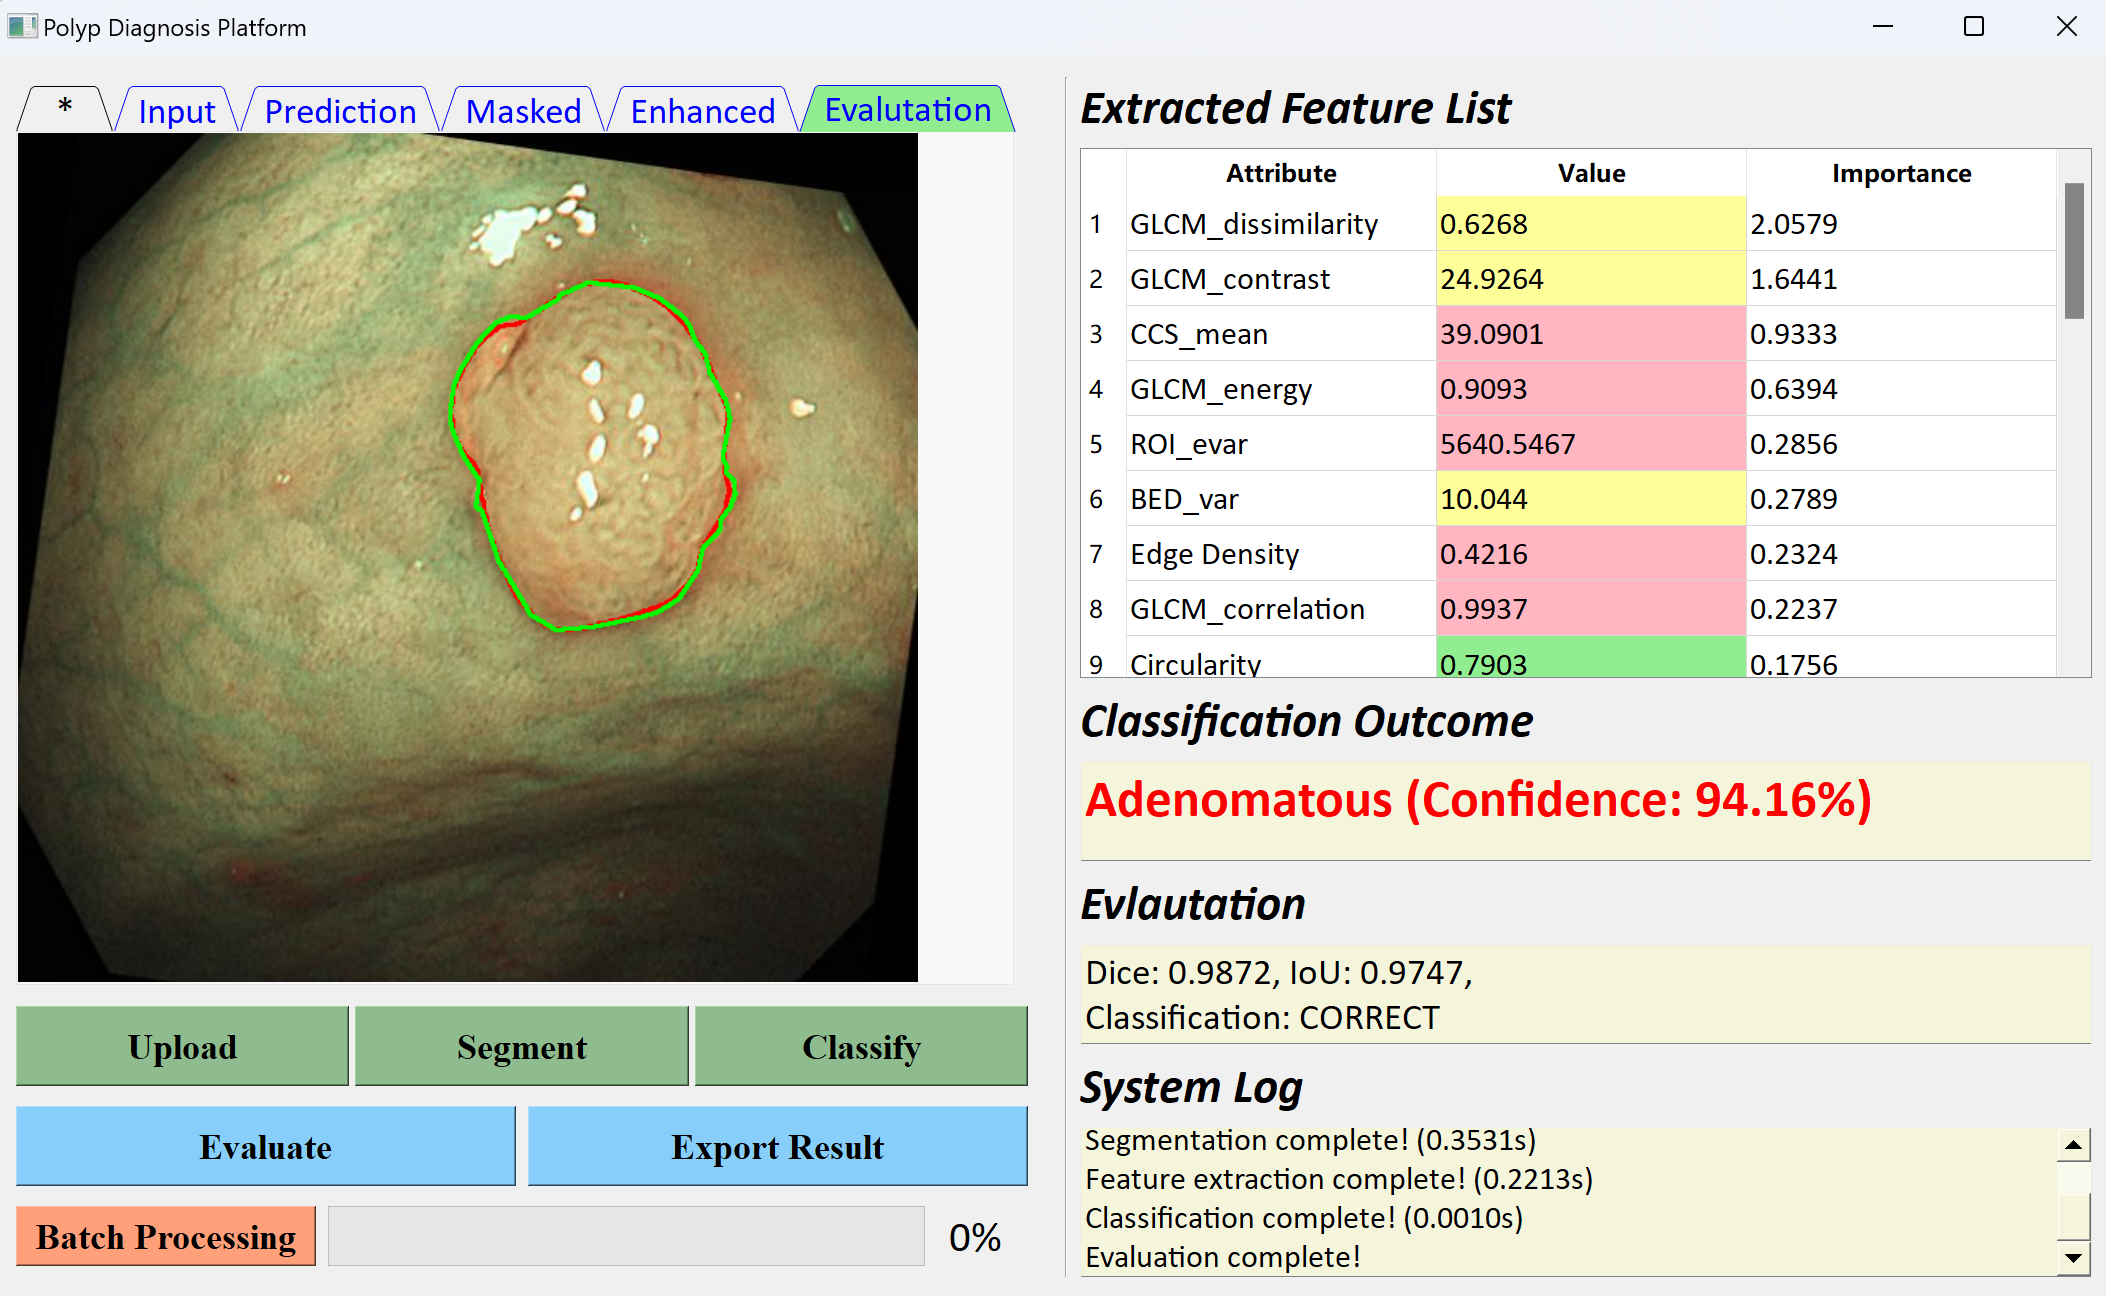 Polyp Diagnosis Platform
* Input Prediction Masked Enhanced Evalutation
Extracted Feature List
Attribute Value Importance
1 GLCM_dissimilarity 0.6268 2.0579
2 GLCM_contrast 24.9264 1.6441
3 CCS_mean 39.0901 0.9333
4 GLCM_energy 0.9093 0.6394
5 ROI_evar 5640.5467 0.2856
6 BED_var 10.044 0.2789
7 Edge Density 0.4216 0.2324
8 GLCM_correlation 0.9937 0.2237
9 Circularity 0.7903 0.1756
Classification Outcome
Adenomatous (Confidence: 94.16%)
Evlautation
Dice: 0.9872, IoU: 0.9747,
Classification: CORRECT
System Log
Segmentation complete! (0.3531s)
Feature extraction complete! (0.2213s)
Classification complete! (0.0010s)
Evaluation complete!
Upload Segment Classify
Evaluate Export Result
Batch Processing 0%